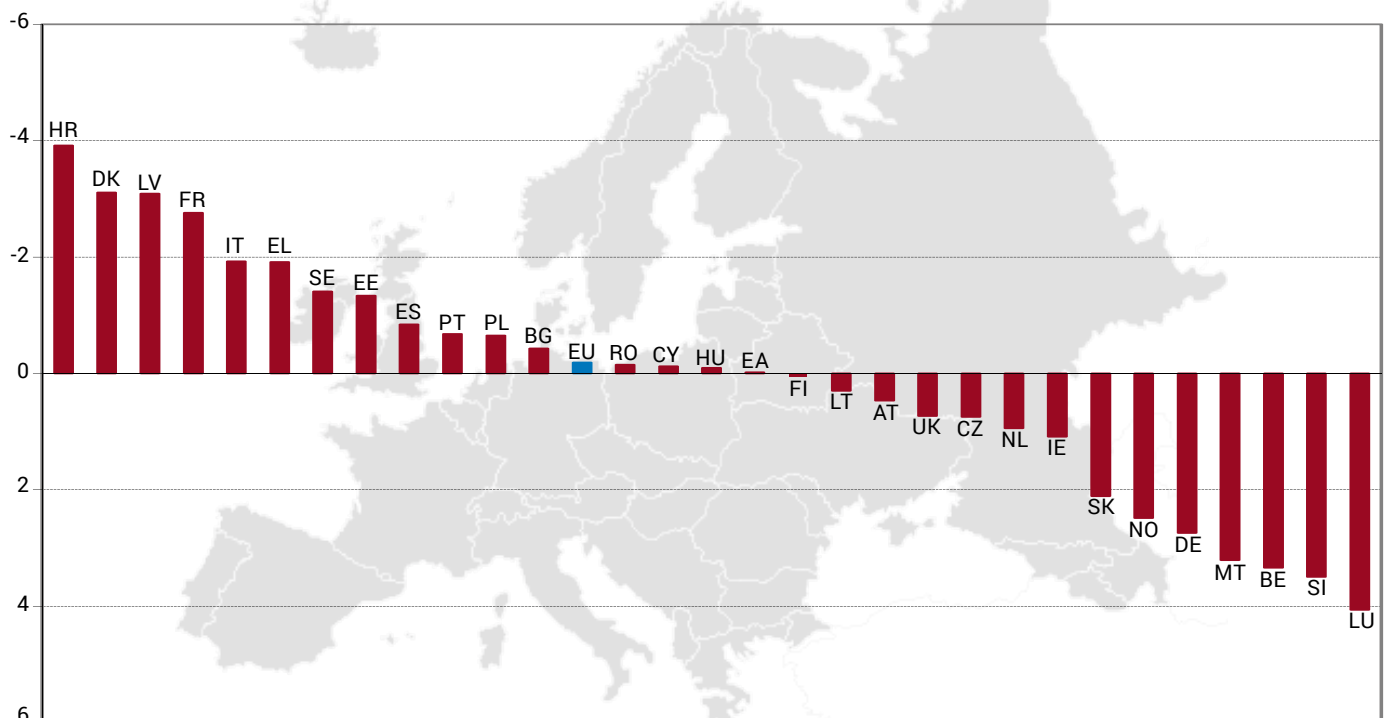 -6
-4
-2
0
2
4
6
HR
DK
LV
FR
IT
EL
SE
EE
ES
PT
PL
BG
EU
RO
CY
HU
EA
FI
LT
AT
UK
CZ
NL
IE
SK
NO
DE
MT
BE
SI
LU